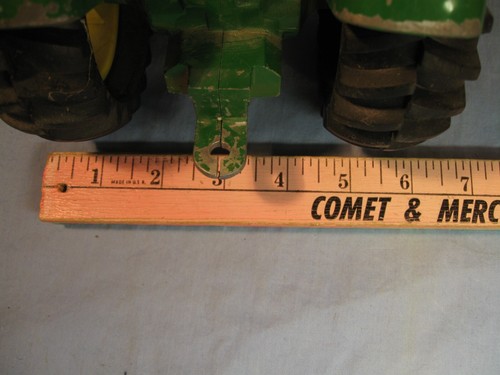 1 2 3 4 5 6 7
MADE IN U.S.A.
COMET & MERC